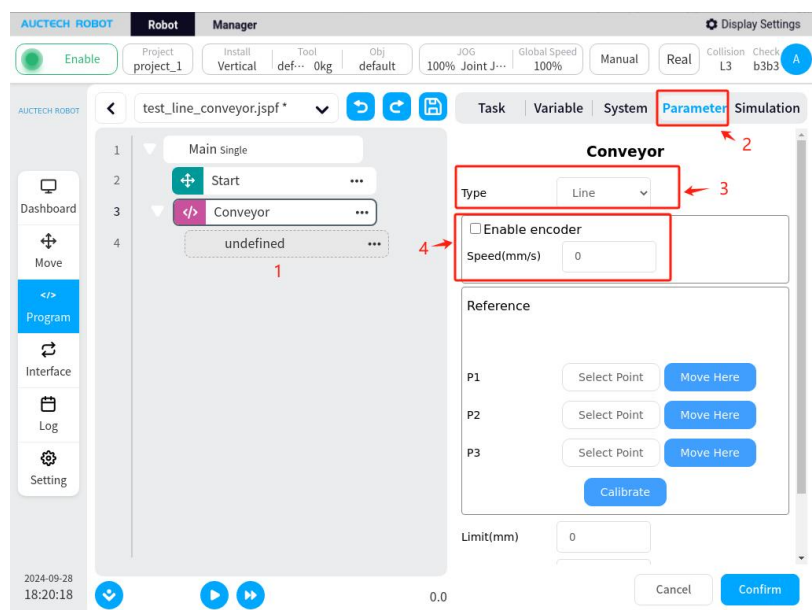 AUCTECH ROBOT Robot Manager Display Settings
Enable
Project Install Tool Obj JOG Global Speed Manual Real Collision Check A
project_1 Vertical def··· 0kg default 100% Joint J··· 100% L3 b3b3
AUCTECH ROBOT test_line_conveyor.jspf * Task Variable System Parameter Simulation
2
1 Main Single
Conveyor
2 Start ···
Type Line 3
3 </> Conveyor ···
4 undefined ···
1
4 Enable encoder
Speed(mm/s) 0
Dashboard
Move
</>
Program
Interface
Log
Setting
Reference
P1 Select Point Move Here
P2 Select Point Move Here
P3 Select Point Move Here
Calibrate
Limit(mm) 0
2024-09-28
18:20:18
0.0
Cancel Confirm